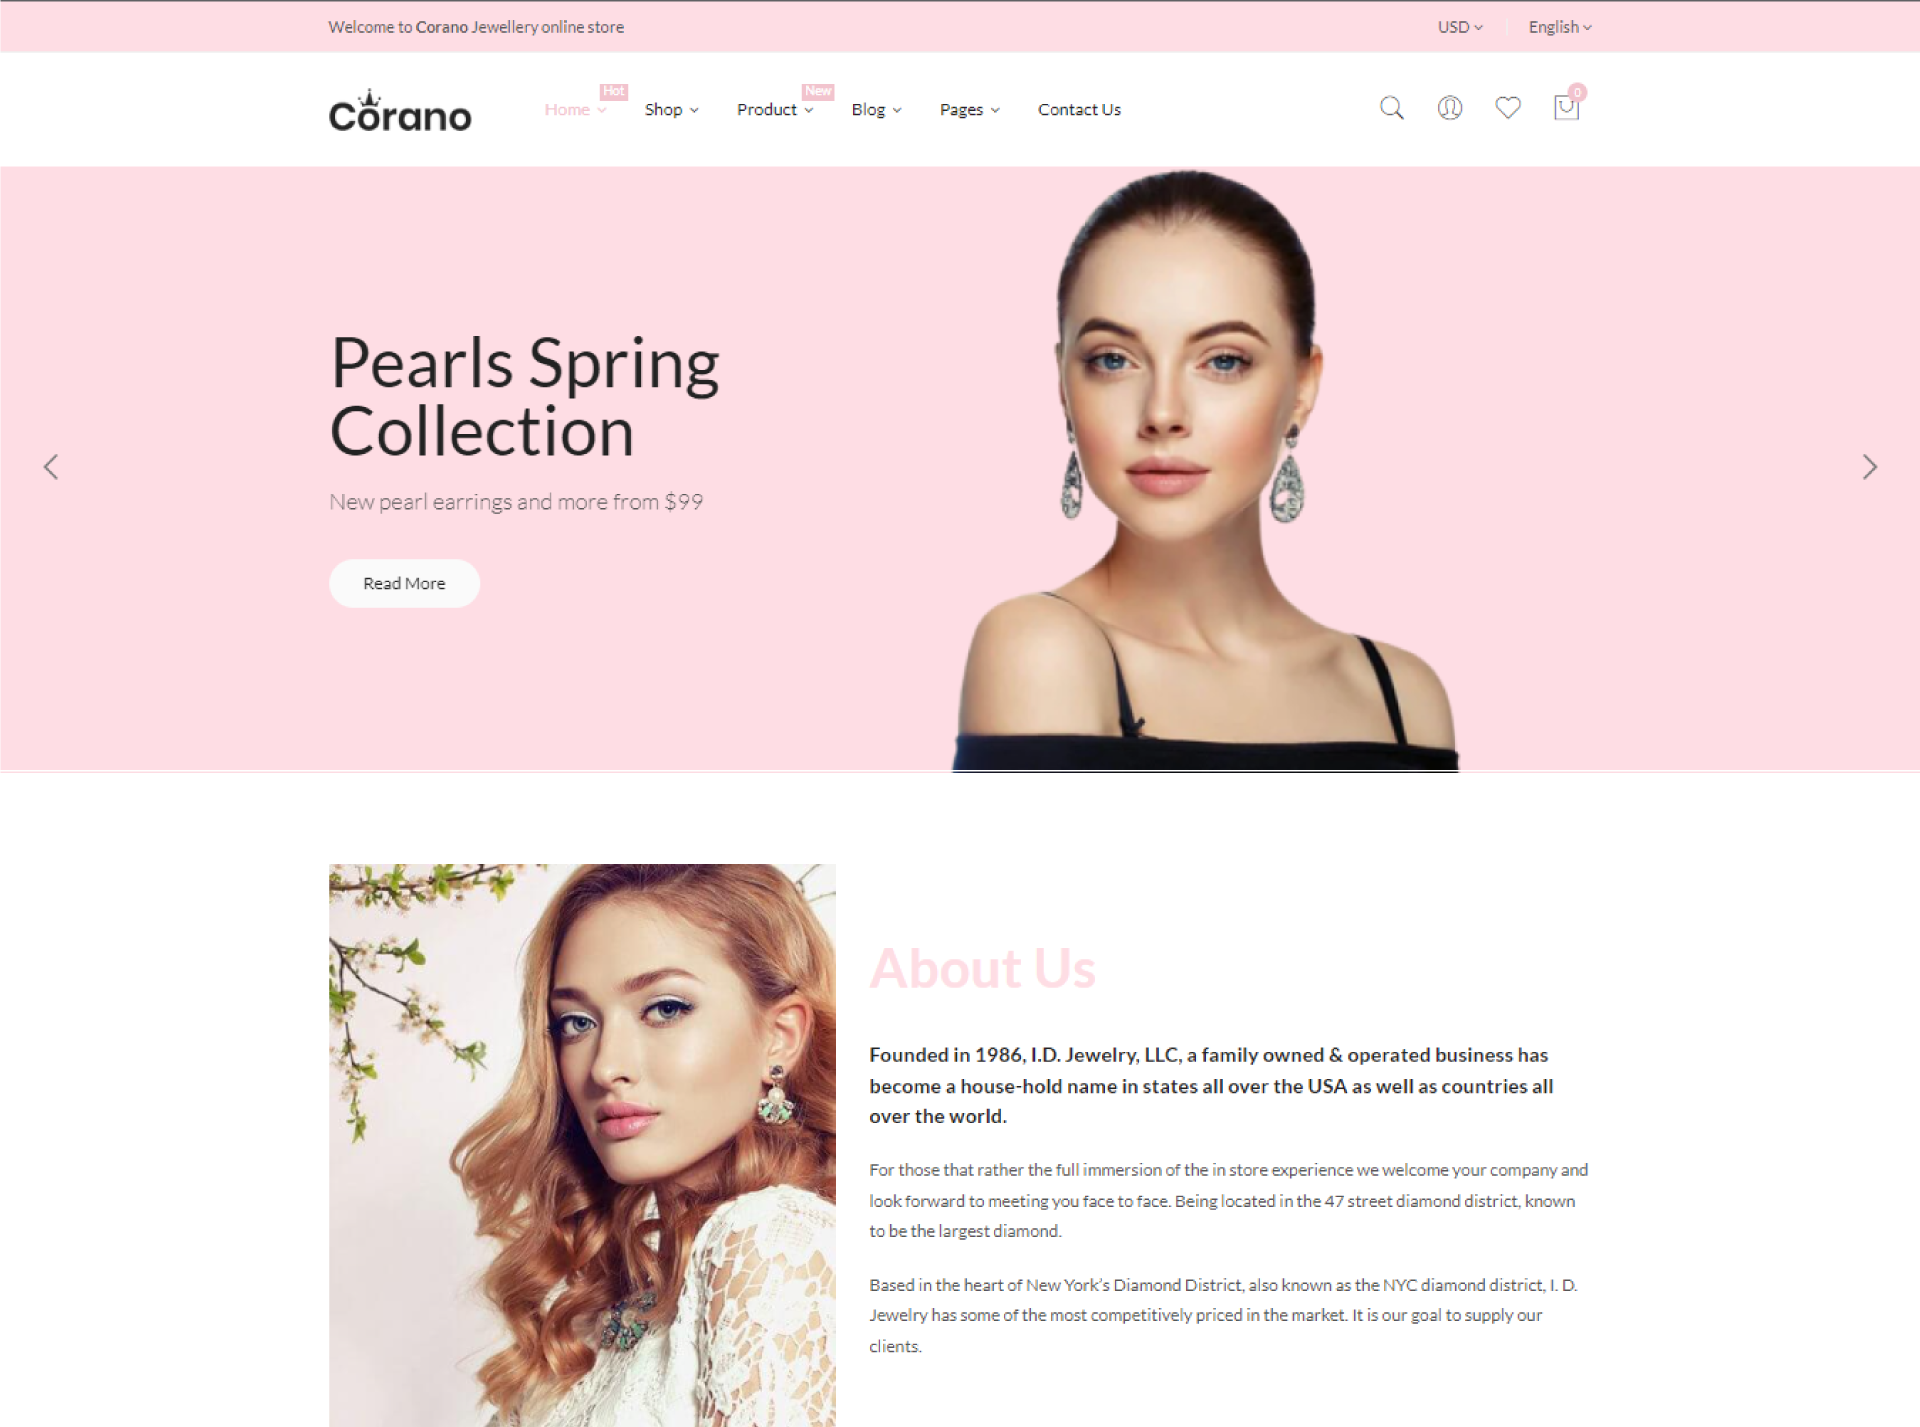 Welcome to Corano Jewellery online store
USD
English
Corano
Home
Hot
Shop
Product
New
Blog
Pages
Contact Us
0
Pearls Spring
Collection
New pearl earrings and more from $99
Read More
About Us
Founded in 1986, I.D. Jewelry, LLC, a family owned & operated business has
become a house-hold name in states all over the USA as well as countries all
over the world.
For those that rather the full immersion of the in store experience we welcome your company and
look forward to meeting you face to face. Being located in the 47 street diamond district, known
to be the largest diamond.
Based in the heart of New York’s Diamond District, also known as the NYC diamond district, I. D.
Jewelry has some of the most competitively priced in the market. It is our goal to supply our
clients.